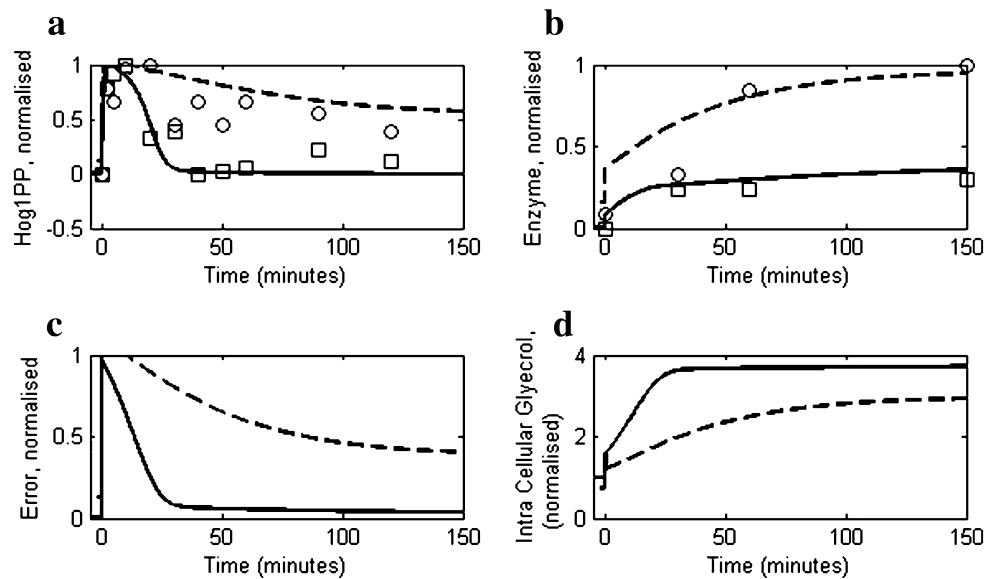 a
Hog1PP, normalised
1
0.5
0
-0.5
0 50 100 150
Time (minutes)
b
Enzyme, normalised
1
0.5
0
0 50 100 150
Time (minutes)
c
Error, normalised
1
0.5
0
0 50 100 150
Time (minutes)
d
Intra Cellular Glyecrol,
(normalised)
4
2
0
0 50 100 150
Time (minutes)